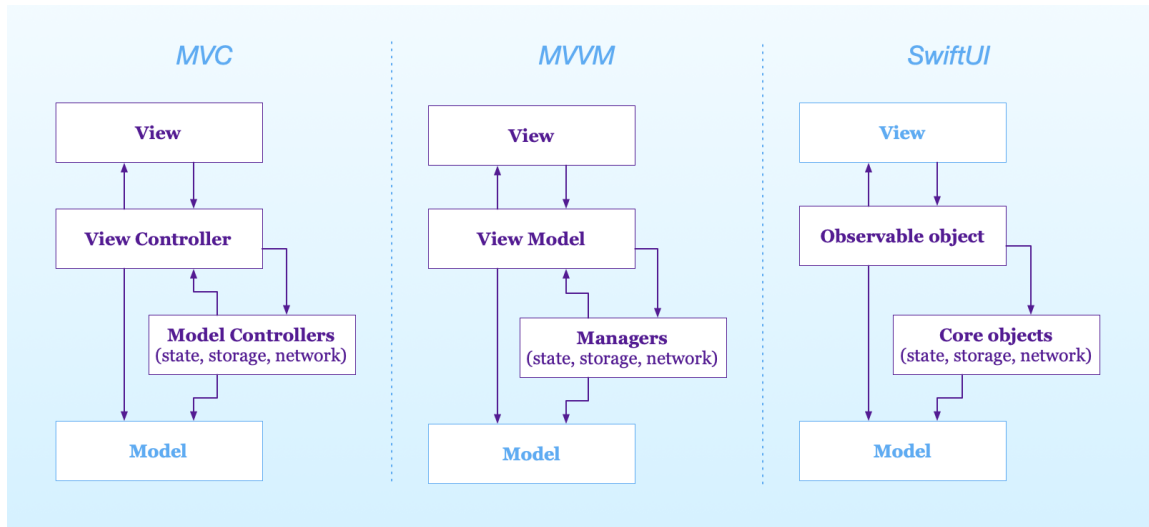 MVC
View
View Controller
Model Controllers
(state, storage, network)
Model
MVVM
View
View Model
Managers
(state, storage, network)
Model
SwiftUI
View
Observable object
Core objects
(state, storage, network)
Model